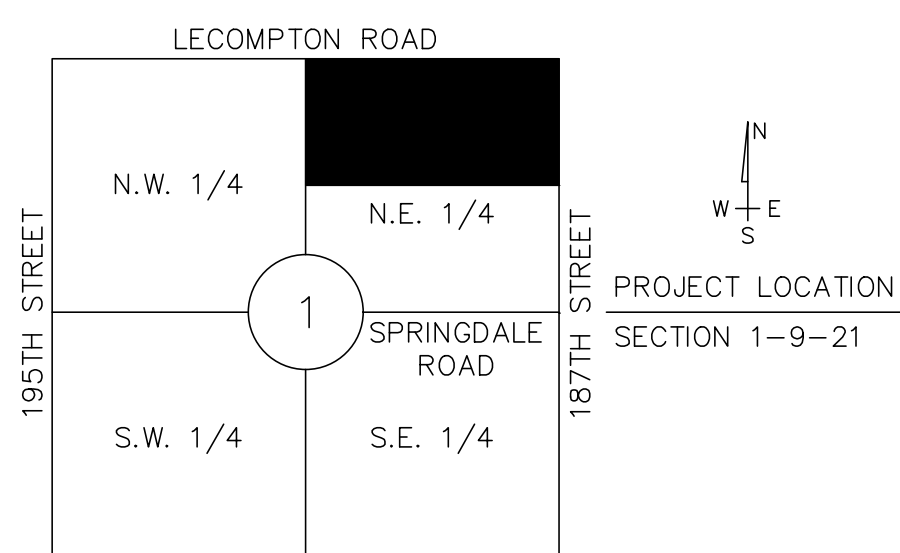 LECOMPTON ROAD
N.W. 1/4
N.E. 1/4
195TH STREET
187TH STREET
1
SPRINGDALE
ROAD
S.W. 1/4
S.E. 1/4
N
W E
S
PROJECT LOCATION
SECTION 1-9-21